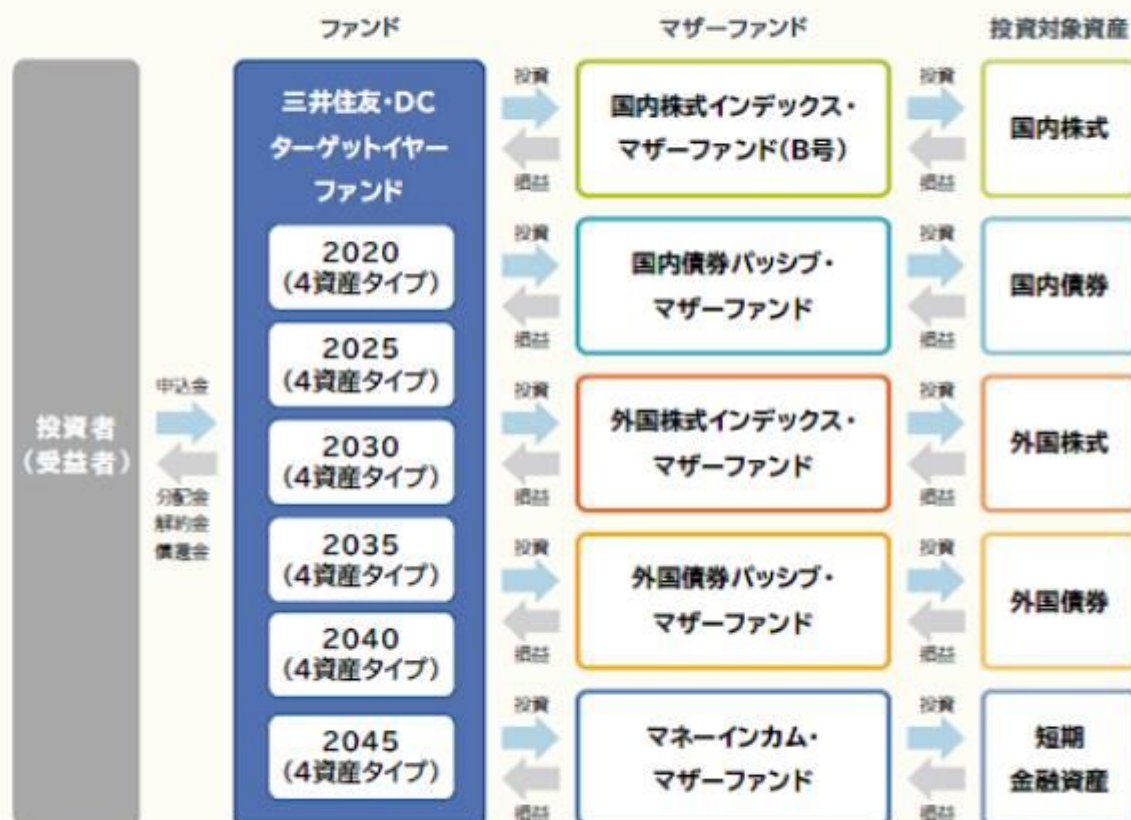 ファンド
マザーファンド
投資対象資産
投資者
(受益者)
申込金
分配金
解約金
償還金
三井住友・DC
ターゲットイヤー
ファンド
2020
(4資産タイプ)
2025
(4資産タイプ)
2030
(4資産タイプ)
2035
(4資産タイプ)
2040
(4資産タイプ)
2045
(4資産タイプ)
投資
損益
国内株式インデックス・
マザーファンド(B号)
投資
損益
国内株式
投資
損益
国内債券パッシブ・
マザーファンド
投資
損益
国内債券
投資
損益
外国株式インデックス・
マザーファンド
投資
損益
外国株式
投資
損益
外国債券パッシブ・
マザーファンド
投資
損益
外国債券
投資
損益
マネーインカム・
マザーファンド
投資
損益
短期
金融資産